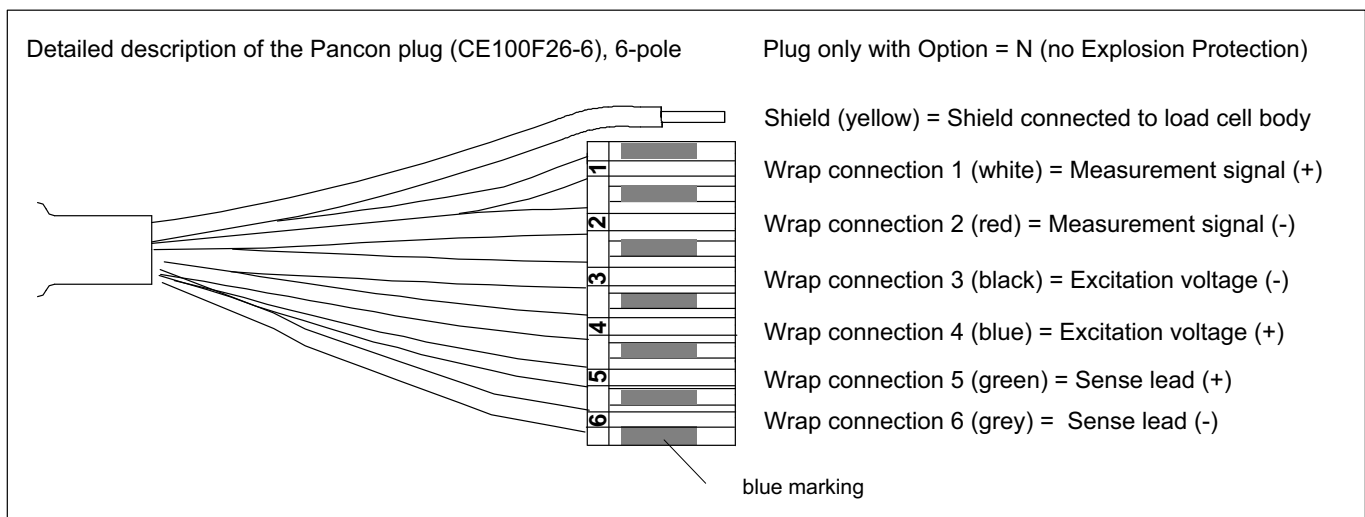 Detailed description of the Pancon plug (CE100F26-6), 6-pole
Plug only with Option = N (no Explosion Protection)
Shield (yellow) = Shield connected to load cell body
1
Wrap connection 1 (white) = Measurement signal (+)
2
Wrap connection 2 (red) = Measurement signal (-)
3
Wrap connection 3 (black) = Excitation voltage (-)
4
Wrap connection 4 (blue) = Excitation voltage (+)
5
Wrap connection 5 (green) = Sense lead (+)
6
Wrap connection 6 (grey) = Sense lead (-)
blue marking